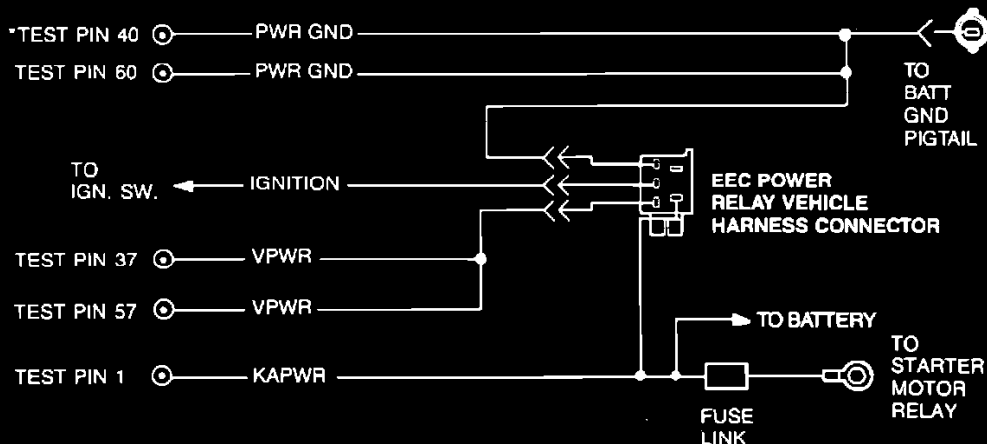 *TEST PIN 40 PWR GND
TEST PIN 60 PWR GND
TO
BATT
GND
PIGTAIL
TO
IGN. SW.
IGNITION
EEC POWER
RELAY VEHICLE
HARNESS CONNECTOR
TEST PIN 37 VPWR
TEST PIN 57 VPWR
TO BATTERY
TEST PIN 1 KAPWR
TO
STARTER
MOTOR
RELAY
FUSE
LINK